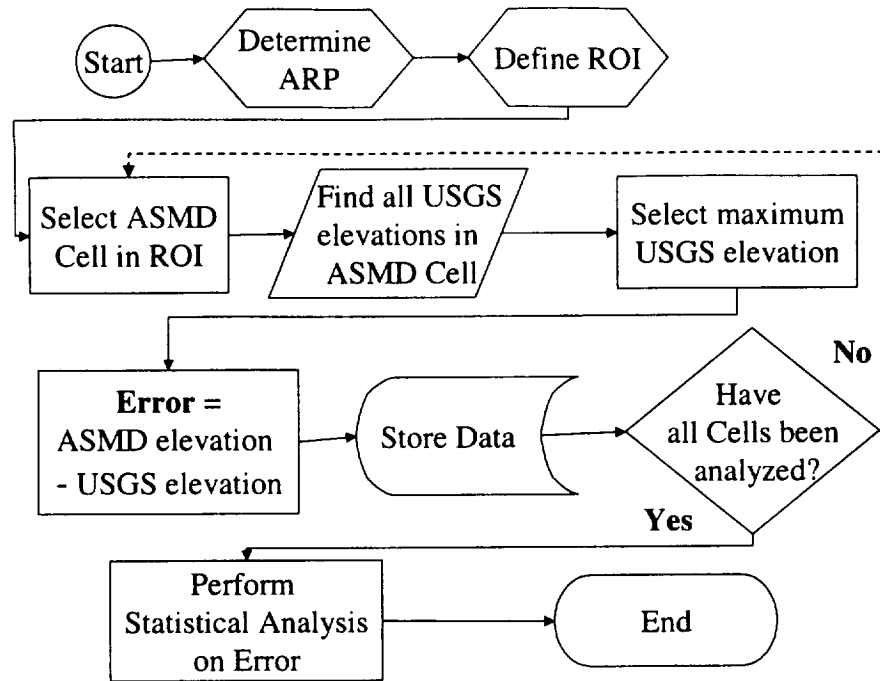 Start
Determine
ARP
Define ROI
Select ASMD
Cell in ROI
Find all USGS
elevations in
ASMD Cell
Select maximum
USGS elevation
Error =
ASMD elevation
- USGS elevation
Store Data
Have
all Cells been
analyzed?
No
Yes
Perform
Statistical Analysis
on Error
End